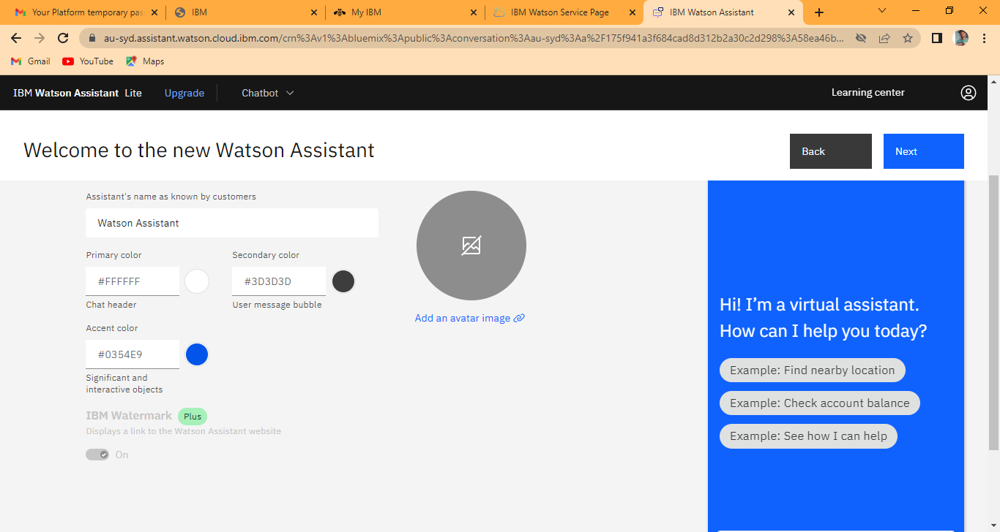 Your Platform temporary pas
IBM
My IBM
IBM Watson Service Page
IBM Watson Assistant
au-syd.assistant.watson.cloud.ibm.com/crn%3Av1%3Abluemix%3Apublic%3Aconversation%3Aau-syd%3Aa%2F175f941a3f684cad8d312b2a30c2d298%3A58ea46b...
Gmail
YouTube
Maps
IBM Watson Assistant Lite
Upgrade
Chatbot
Learning center
Welcome to the new Watson Assistant
Back
Next
Assistant's name as known by customers
Watson Assistant
Primary color
Secondary color
#FFFFFF
#3D3D3D
Chat header
User message bubble
Accent color
#0354E9
Significant and
interactive objects
IBM Watermark Plus
Displays a link to the Watson Assistant website
On
Add an avatar image
Hi! I’m a virtual assistant.
How can I help you today?
Example: Find nearby location
Example: Check account balance
Example: See how I can help